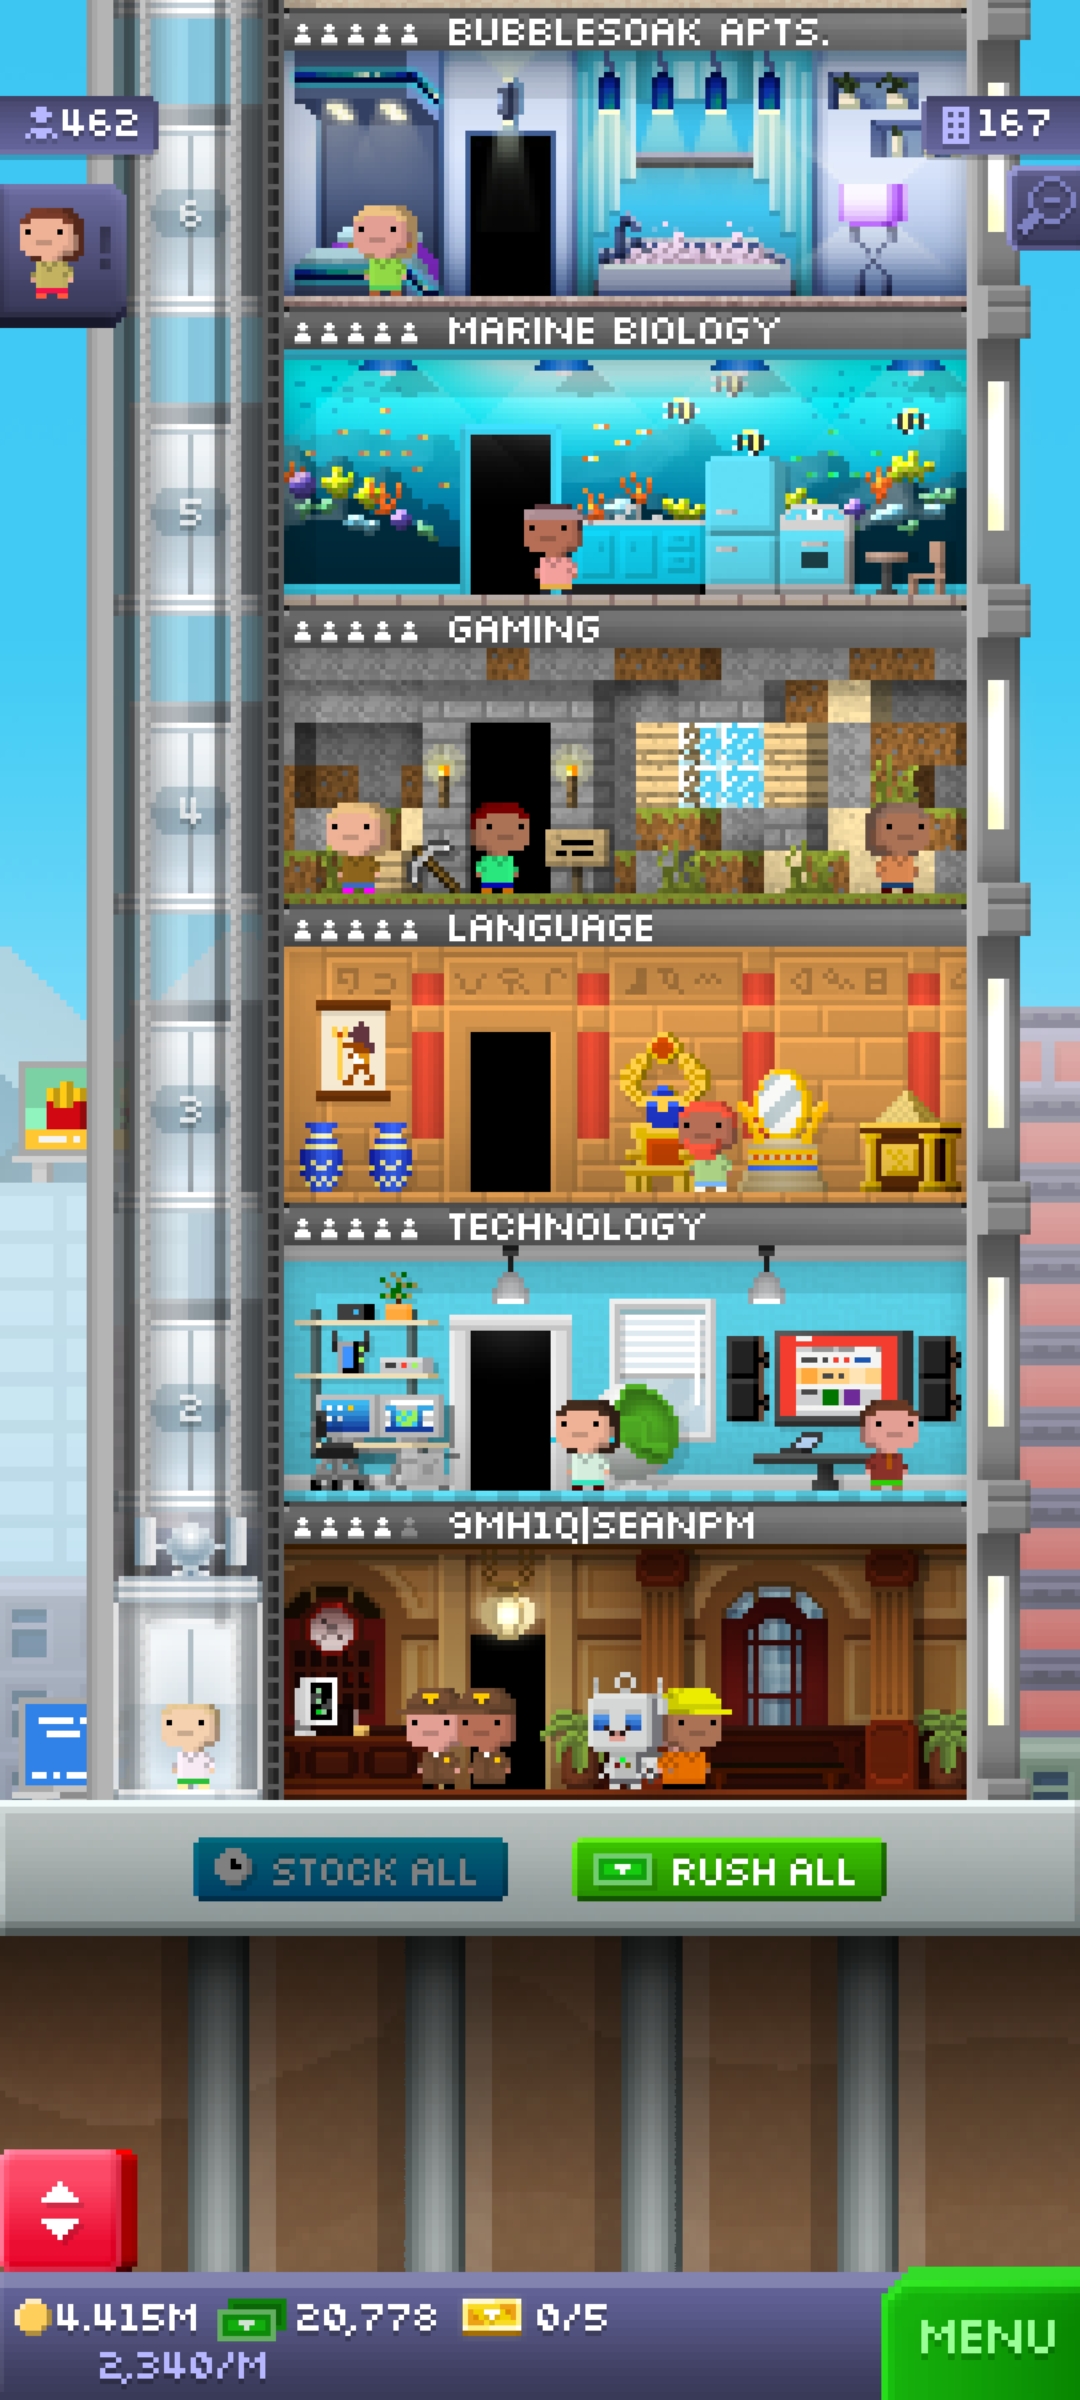 BUBBLESOAK APTS.
462
167
6
MARINE BIOLOGY
5
GAMING
4
LANGUAGE
3
TECHNOLOGY
2
9MH1Q|SEANPM
STOCK ALL
RUSH ALL
4.415M 20,778 0/5
2,340/M
MENU